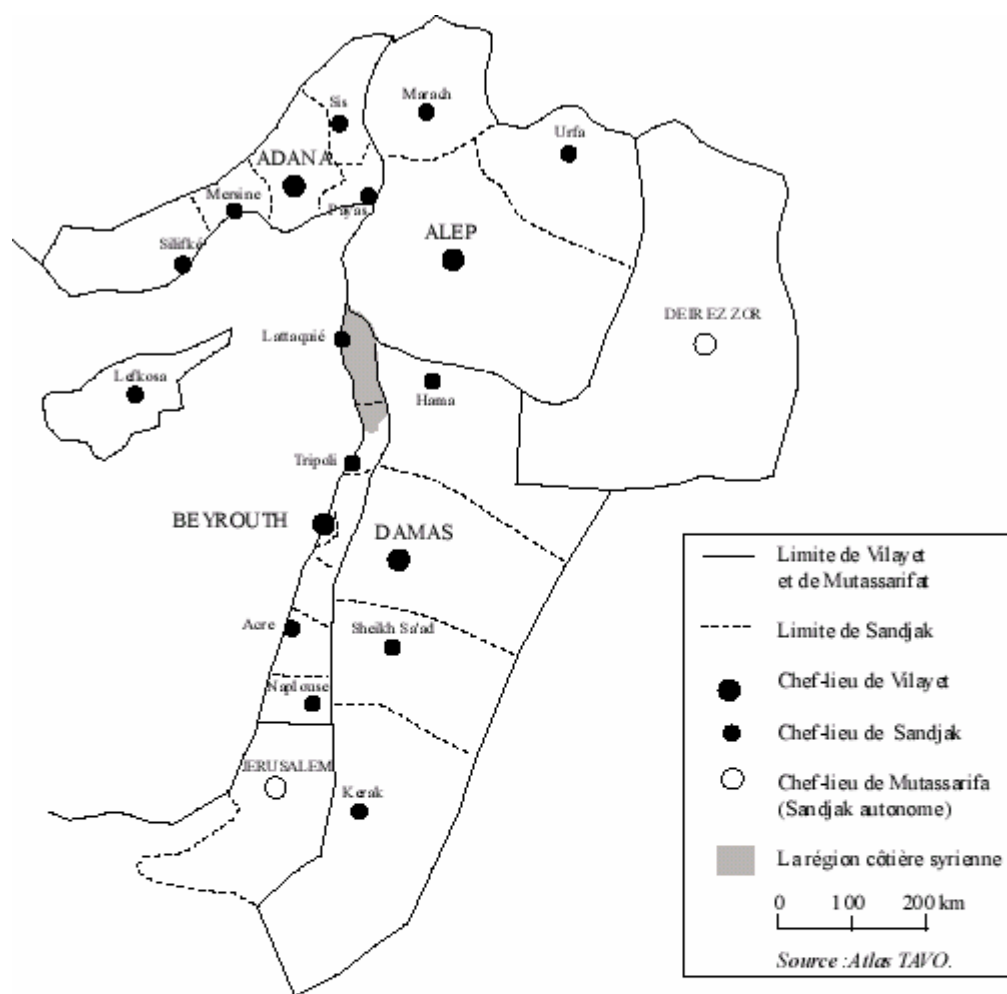 Marach
Sis
Urfa
ADANA
Mersine
Payas
ALEP
Silifké
DEIR EZ ZOR
Lattaquié
Lefkosa
Hama
Tripoli
BEYROUTH
DAMAS
Acre
Sheikh Sa'ad
Naplouse
JERUSALEM
Kerak
Limite de Vilayet
et de Mutassarifat
Limite de Sandjak
Chef-lieu de Vilayet
Chef-lieu de Sandjak
Chef-lieu de Mutassarifa
(Sandjak autonome)
La région côtière syrienne
0 100 200 km
Source : Atlas TAVO.